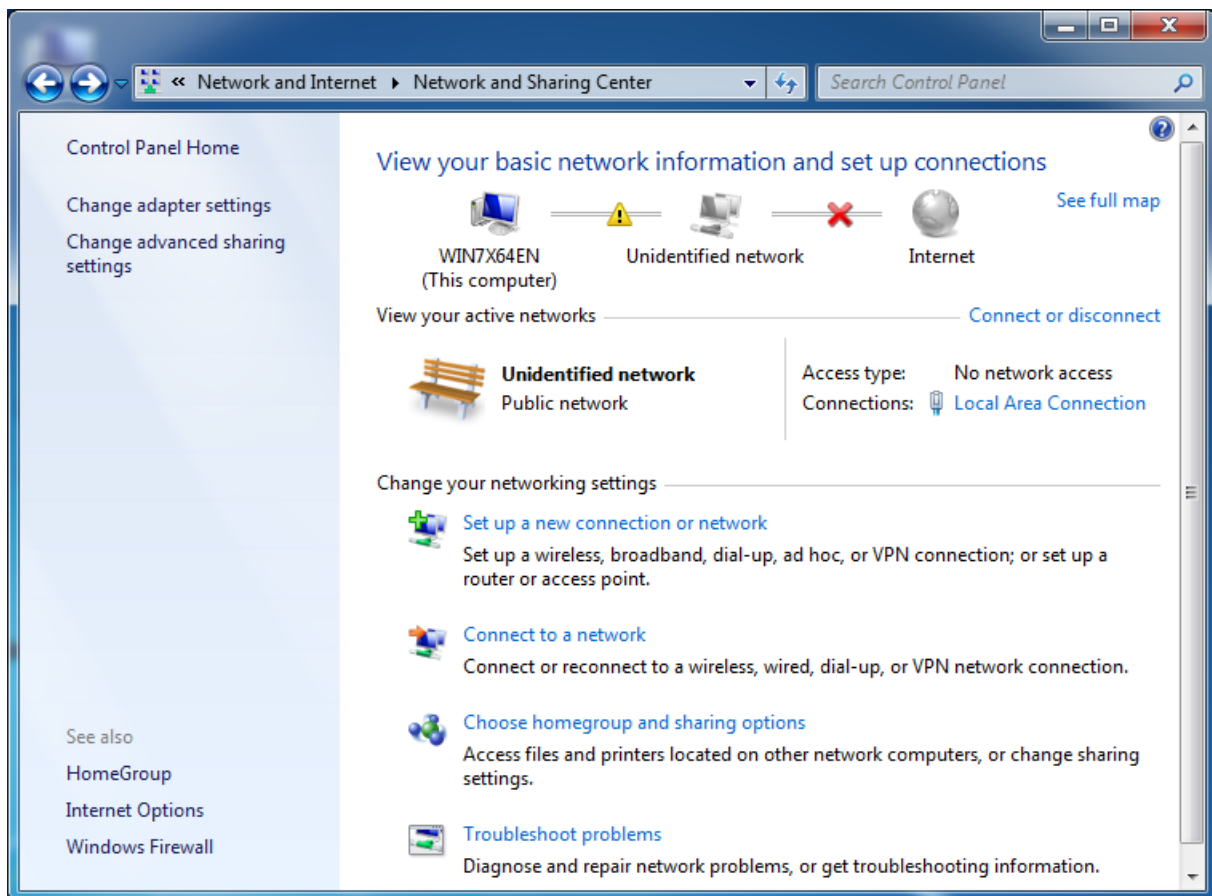 « Network and Internet ▸ Network and Sharing Center
Search Control Panel
Control Panel Home
Change adapter settings
Change advanced sharing
settings
See also
HomeGroup
Internet Options
Windows Firewall
View your basic network information and set up connections
See full map
WIN7X64EN
(This computer)
Unidentified network
Internet
View your active networks
Connect or disconnect
Unidentified network
Public network
Access type: No network access
Connections: Local Area Connection
Change your networking settings
Set up a new connection or network
Set up a wireless, broadband, dial-up, ad hoc, or VPN connection; or set up a
router or access point.
Connect to a network
Connect or reconnect to a wireless, wired, dial-up, or VPN network connection.
Choose homegroup and sharing options
Access files and printers located on other network computers, or change sharing
settings.
Troubleshoot problems
Diagnose and repair network problems, or get troubleshooting information.